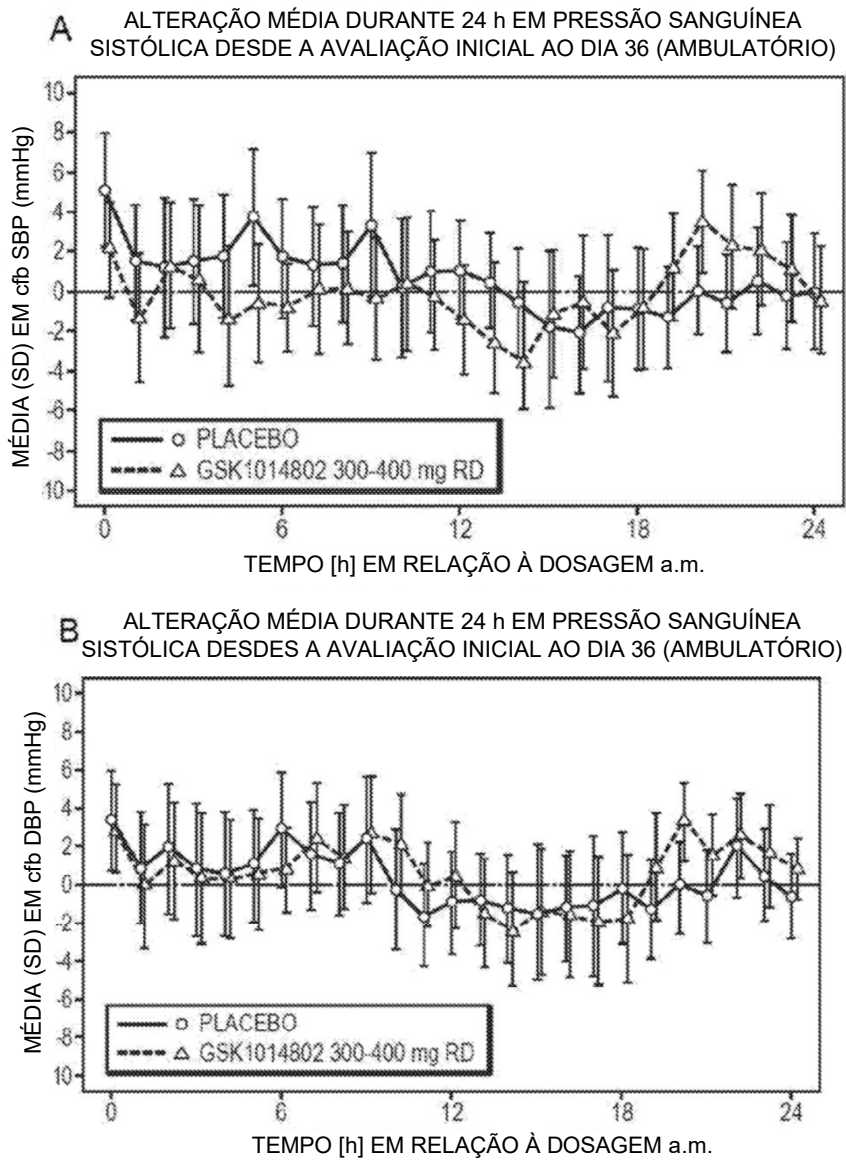 A
ALTERAÇÃO MÉDIA DURANTE 24 h EM PRESSÃO SANGUÍNEA
SISTÓLICA DESDE A AVALIAÇÃO INICIAL AO DIA 36 (AMBULATÓRIO)
MÉDIA (SD) EM cfb SBP (mmHg)
10
8
6
4
2
0
-2
-4
-6
-8
10
PLACEBO
GSK1014802 300-400 mg RD
0 6 12 18 24
TEMPO [h] EM RELAÇÃO À DOSAGEM a.m.
B
ALTERAÇÃO MÉDIA DURANTE 24 h EM PRESSÃO SANGUÍNEA
SISTÓLICA DESDES A AVALIAÇÃO INICIAL AO DIA 36 (AMBULATÓRIO)
MÉDIA (SD) EM cfb DBP (mmHg)
10
8
6
4
2
0
-2
-4
-6
-8
10
PLACEBO
GSK1014802 300-400 mg RD
0 6 12 18 24
TEMPO [h] EM RELAÇÃO À DOSAGEM a.m.